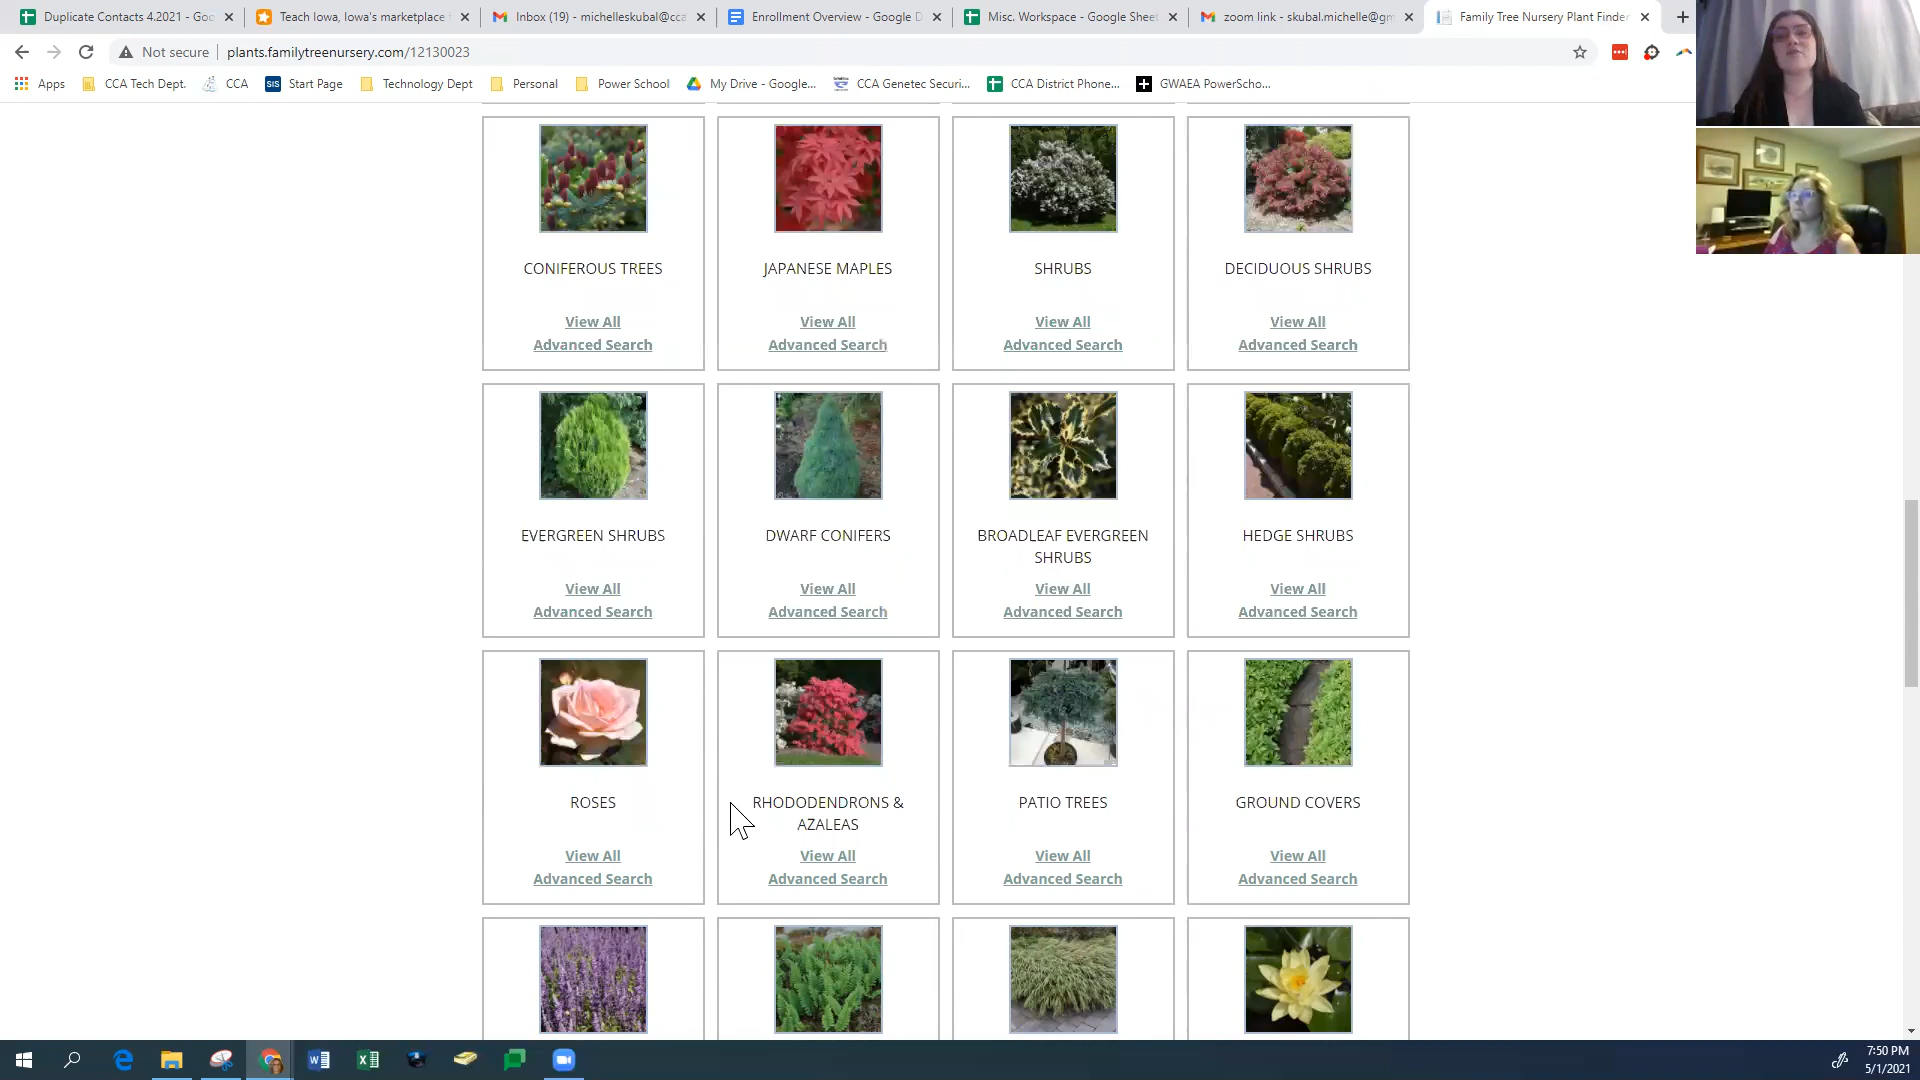 Duplicate Contacts 4.2021 - Goo
Teach Iowa, Iowa's marketplace f
Inbox (19) - michelleskubal@cca
Enrollment Overview - Google D
Misc. Workspace - Google Sheet
zoom link - skubal.michelle@gm
Family Tree Nursery Plant Finder
Not secure
plants.familytreenursery.com/12130023
Apps
CCA Tech Dept.
CCA
SIS
Start Page
Technology Dept
Personal
Power School
My Drive - Google...
CCA Genetec Securi...
CCA District Phone...
GWAEA PowerScho...
CONIFEROUS TREES
JAPANESE MAPLES
SHRUBS
DECIDUOUS SHRUBS
View All
View All
View All
View All
Advanced Search
Advanced Search
Advanced Search
Advanced Search
EVERGREEN SHRUBS
DWARF CONIFERS
BROADLEAF EVERGREEN
SHRUBS
HEDGE SHRUBS
View All
View All
View All
View All
Advanced Search
Advanced Search
Advanced Search
Advanced Search
ROSES
RHODODENDRONS &
AZALEAS
PATIO TREES
GROUND COVERS
View All
View All
View All
View All
Advanced Search
Advanced Search
Advanced Search
Advanced Search
7:50 PM
5/1/2021